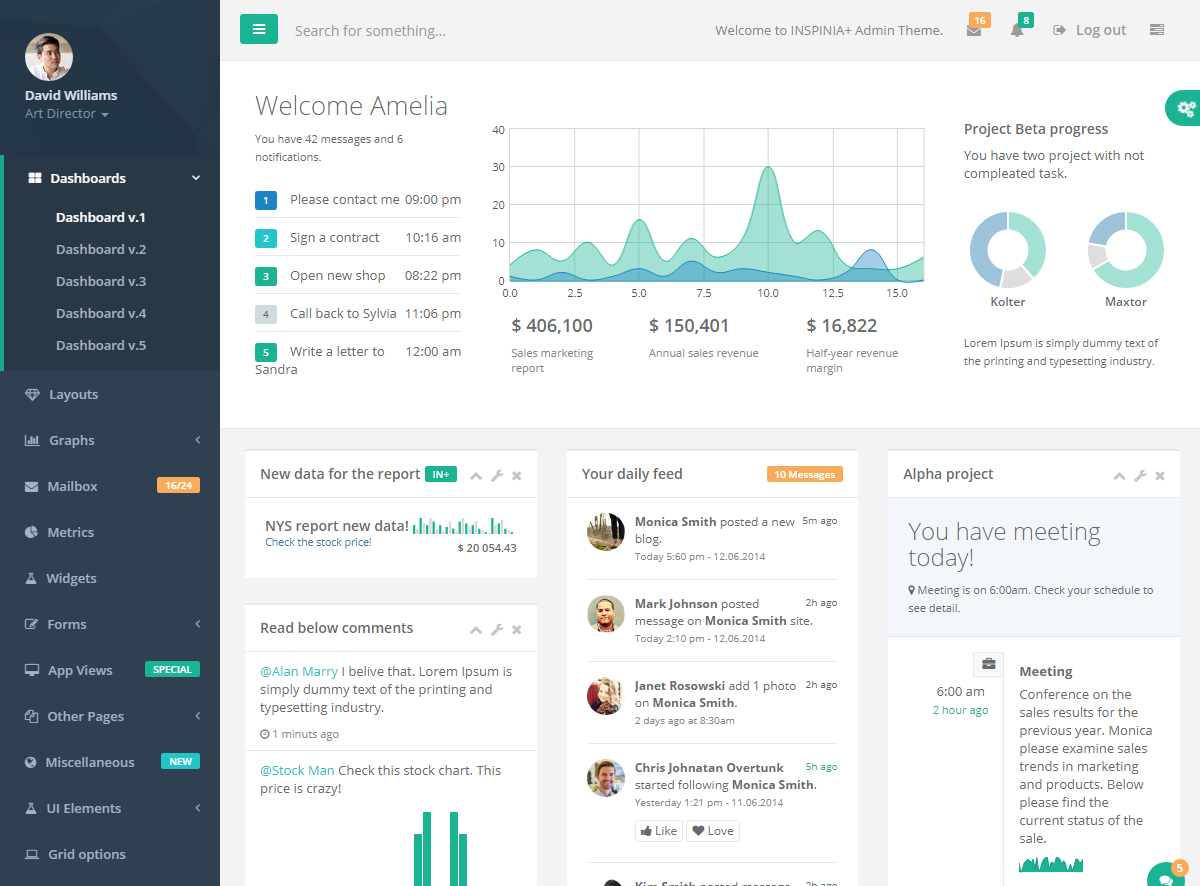 David Williams
Art Director
Dashboards
Dashboard v.1
Dashboard v.2
Dashboard v.3
Dashboard v.4
Dashboard v.5
Layouts
Graphs
Mailbox 16/24
Metrics
Widgets
Forms
App Views SPECIAL
Other Pages
Miscellaneous NEW
UI Elements
Grid options
Search for something...
Welcome to INSPINIA+ Admin Theme. 16 8 Log out
Welcome Amelia
You have 42 messages and 6
notifications.
1 Please contact me 09:00 pm
2 Sign a contract 10:16 am
3 Open new shop 08:22 pm
4 Call back to Sylvia 11:06 pm
5 Write a letter to 12:00 am
Sandra
40
30
20
10
0
0.0 2.5 5.0 7.5 10.0 12.5 15.0
$ 406,100
Sales marketing
report
$ 150,401
Annual sales revenue
$ 16,822
Half-year revenue
margin
Project Beta progress
You have two project with not
compleated task.
Kolter Maxtor
Lorem Ipsum is simply dummy text of
the printing and typesetting industry.
New data for the report IN+
NYS report new data!
Check the stock price!
$ 20 054.43
Read below comments
@Alan Marry I belive that. Lorem Ipsum is
simply dummy text of the printing and
typesetting industry.
1 minuts ago
@Stock Man Check this stock chart. This
price is crazy!
Your daily feed 10 Messages
Monica Smith posted a new 5m ago
blog.
Today 5:60 pm - 12.06.2014
Mark Johnson posted 2h ago
message on Monica Smith site.
Today 2:10 pm - 12.06.2014
Janet Rosowski add 1 photo 2h ago
on Monica Smith.
2 days ago at 8:30am
Chris Johnatan Overtunk 5h ago
started following Monica Smith.
Yesterday 1:21 pm - 11.06.2014
Like Love
Kim Smith posted message 2h ago
Alpha project
You have meeting
today!
Meeting is on 6:00am. Check your schedule to
see detail.
6:00 am
2 hour ago
Meeting
Conference on the
sales results for the
previous year. Monica
please examine sales
trends in marketing
and products. Below
please find the
current status of the
sale.
5